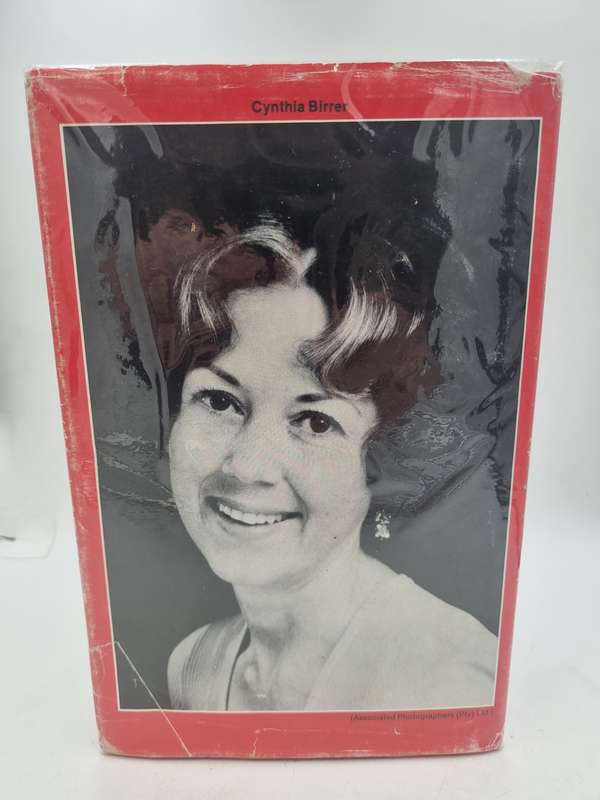 Cynthia Birrer
(Associated Photographers (Pty) Ltd.)